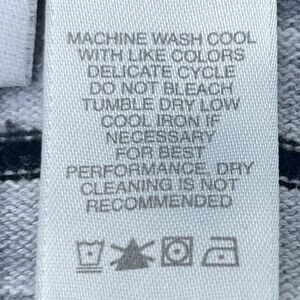 MACHINE WASH COOL
WITH LIKE COLORS
DELICATE CYCLE
DO NOT BLEACH
TUMBLE DRY LOW
COOL IRON IF
NECESSARY
FOR BEST
PERFORMANCE, DRY
CLEANING IS NOT
RECOMMENDED